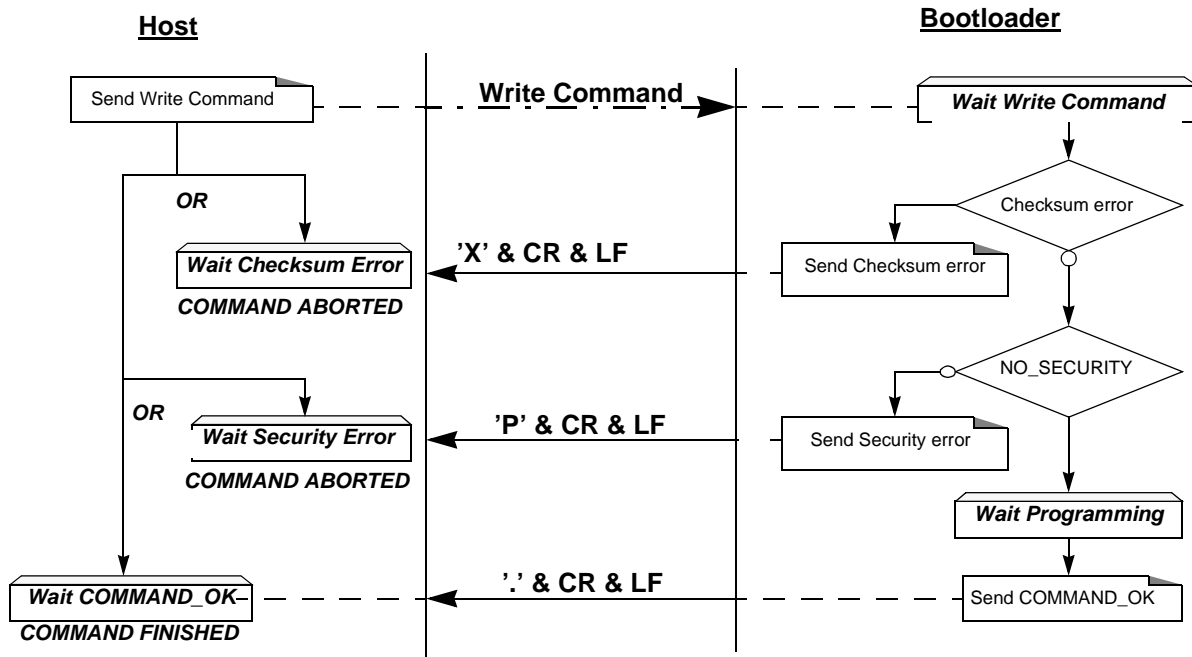 Host
Bootloader
Send Write Command
Write Command
Wait Write Command
OR
Checksum error
Wait Checksum Error
’X’ & CR & LF
Send Checksum error
COMMAND ABORTED
NO_SECURITY
OR
Wait Security Error
’P’ & CR & LF
Send Security error
COMMAND ABORTED
Wait Programming
Wait COMMAND_OK
'.' & CR & LF
Send COMMAND_OK
COMMAND FINISHED